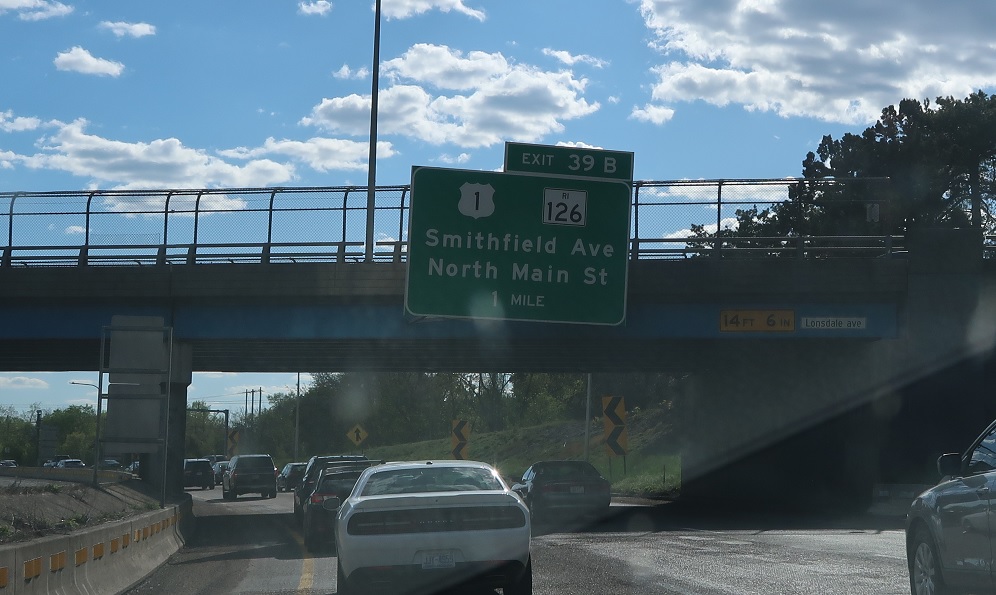 EXIT 39 B
1
RI
126
Smithfield Ave
North Main St
1 MILE
14 FT 6 IN
Lonsdale ave